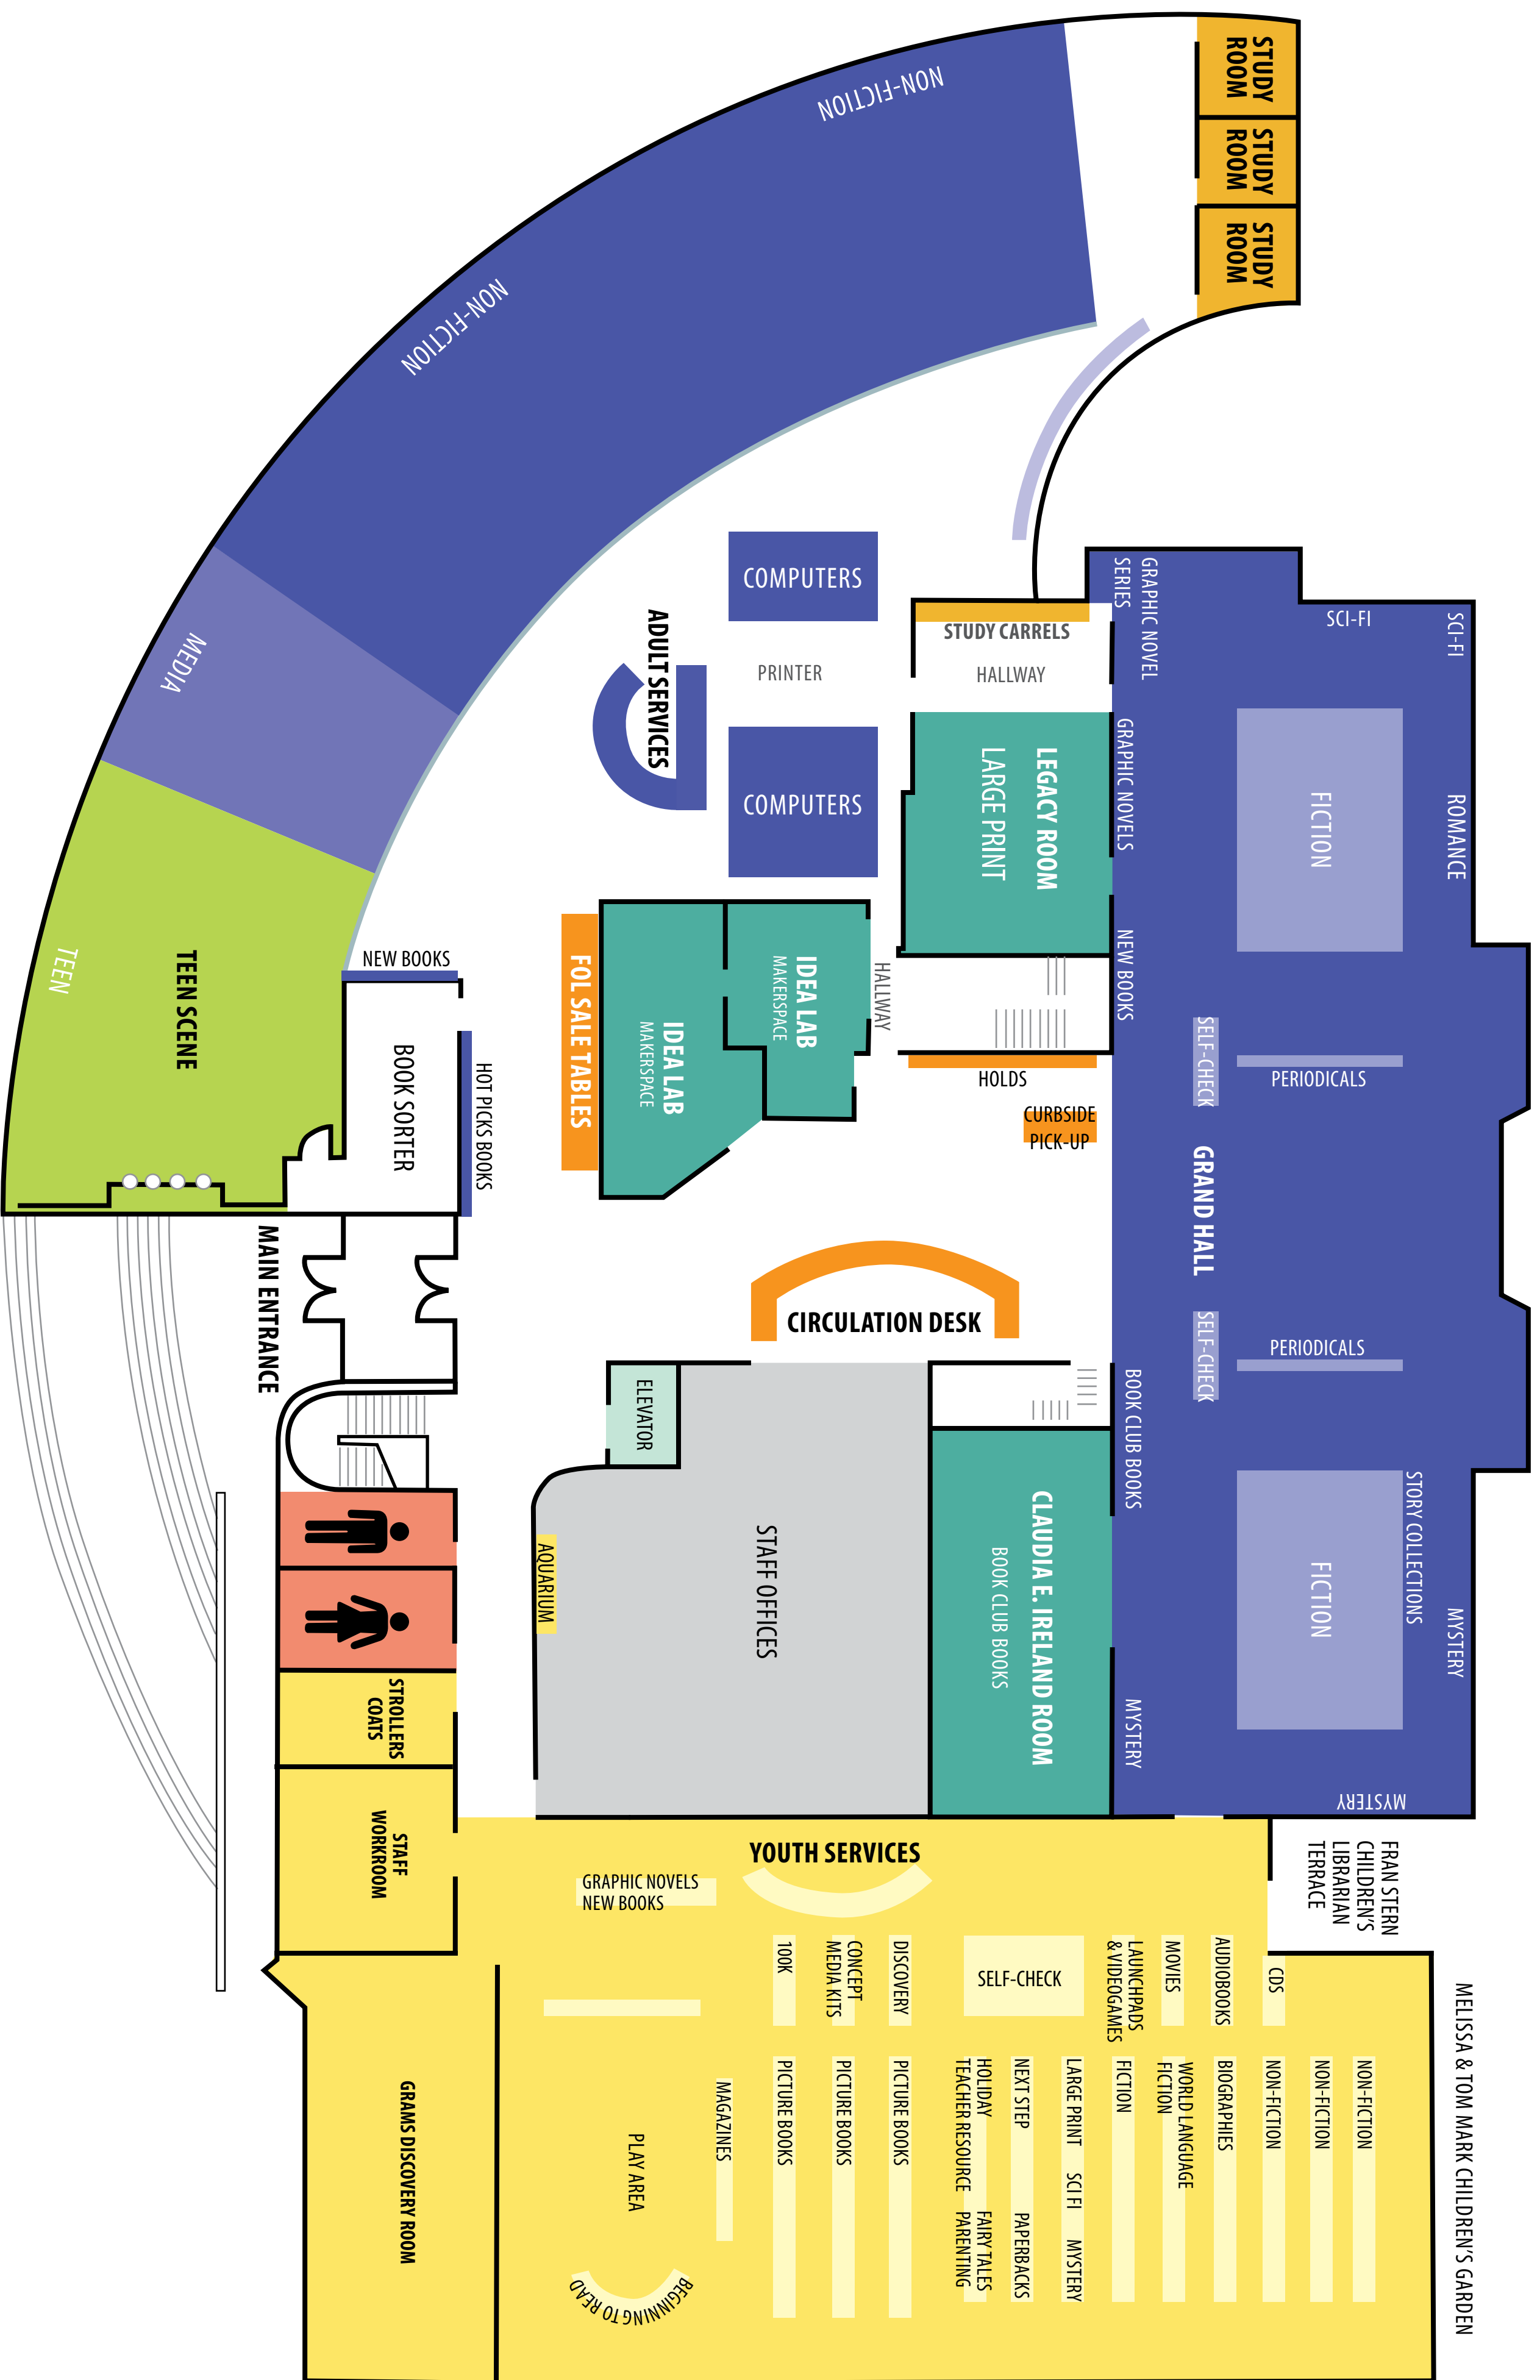 STUDY
ROOM
STUDY
ROOM
STUDY
ROOM
NON-FICTION
NON-FICTION
MEDIA
TEEN
TEEN SCENE
COMPUTERS
PRINTER
COMPUTERS
ADULT SERVICES
STUDY CARRELS
HALLWAY
LEGACY ROOM
LARGE PRINT
GRAPHIC NOVEL
SERIES
GRAPHIC NOVELS
NEW BOOKS
SCI-FI
SCI-FI
ROMANCE
FICTION
NEW BOOKS
BOOK SORTER
HOT PICKS BOOKS
FOL SALE TABLES
IDEA LAB
MAKERSPACE
IDEA LAB
MAKERSPACE
HALLWAY
HOLDS
CURBSIDE
PICK-UP
SELF-CHECK
PERIODICALS
GRAND HALL
MAIN ENTRANCE
CIRCULATION DESK
SELF-CHECK
PERIODICALS
ELEVATOR
BOOK CLUB BOOKS
STORY COLLECTIONS
FICTION
MYSTERY
AQUARIUM
STAFF OFFICES
CLAUDIA E. IRELAND ROOM
BOOK CLUB BOOKS
MYSTERY
MYSTERY
STROLLERS
COATS
STAFF
WORKROOM
YOUTH SERVICES
GRAPHIC NOVELS
NEW BOOKS
FRAN STERN
CHILDREN'S
LIBRARIAN
TERRACE
100K
CONCEPT
MEDIA KITS
DISCOVERY
SELF-CHECK
LAUNCHPADS
& VIDEOGAMES
MOVIES
AUDIOBOOKS
CDS
MELISSA & TOM MARK CHILDREN'S GARDEN
GRAMS DISCOVERY ROOM
PLAY AREA
BEGINNING TO READ
MAGAZINES
PICTURE BOOKS
PICTURE BOOKS
PICTURE BOOKS
HOLIDAY FAIRY TALES
TEACHER RESOURCE PARENTING
NEXT STEP PAPERBACKS
LARGE PRINT SCI FI MYSTERY
FICTION
WORLD LANGUAGE
FICTION
BIOGRAPHIES
NON-FICTION
NON-FICTION
NON-FICTION